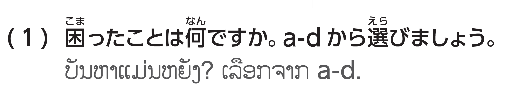 (1) 困ったことは何ですか。a-dから選びましょう。
ບັນຫາແມ່ນຫຍັງ? ເລືອກຈາກ a-d.